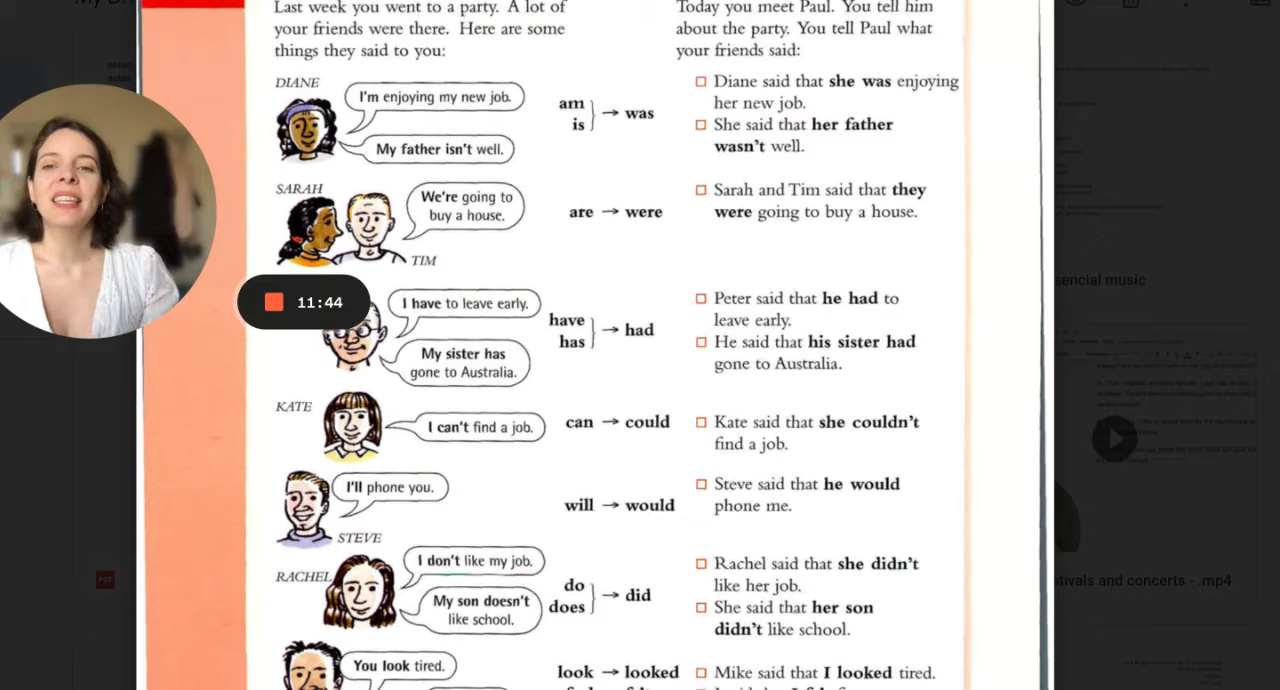 My Dri
Last week you went to a party. A lot of
your friends were there. Here are some
things they said to you:
Today you meet Paul. You tell him
about the party. You tell Paul what
your friends said:
DIANE
I'm enjoying my new job.
My father isn't well.
am
is
→ was
Diane said that she was enjoying
her new job.
She said that her father
wasn't well.
SARAH
We're going to
buy a house.
TIM
are → were
Sarah and Tim said that they
were going to buy a house.
11:44
I have to leave early.
My sister has
gone to Australia.
have
has
→ had
Peter said that he had to
leave early.
He said that his sister had
gone to Australia.
KATE
I can't find a job.
can → could
Kate said that she couldn't
find a job.
I'll phone you.
STEVE
will → would
Steve said that he would
phone me.
RACHEL
I don't like my job.
My son doesn't
like school.
do
does
→ did
Rachel said that she didn't
like her job.
She said that her son
didn't like school.
You look tired.
look → looked
Mike said that I looked tired.
sencial music
tivals and concerts - .mp4
PDF